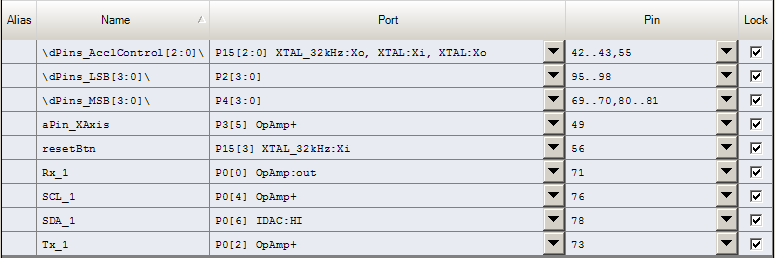 Alias Name Port Pin Lock
\dPins_AcclControl[2:0]\ P15[2:0] XTAL_32kHz:Xo, XTAL:Xi, XTAL:Xo 42..43,55
\dPins_LSB[3:0]\ P2[3:0] 95..98
\dPins_MSB[3:0]\ P4[3:0] 69..70,80..81
aPin_XAxis P3[5] OpAmp+ 49
resetBtn P15[3] XTAL_32kHz:Xi 56
Rx_1 P0[0] OpAmp:out 71
SCL_1 P0[4] OpAmp+ 76
SDA_1 P0[6] IDAC:HI 78
Tx_1 P0[2] OpAmp+ 73